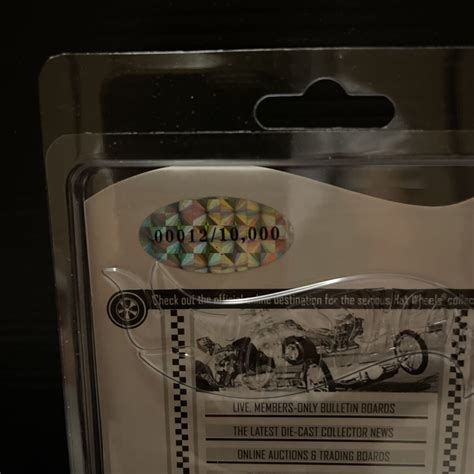 00012/10,000
Check out the official online destination for the serious Hot Wheels® collec
LIVE, MEMBERS-ONLY BULLETIN BOARDS
THE LATEST DIE-CAST COLLECTOR NEWS
ONLINE AUCTIONS & TRADING BOARDS